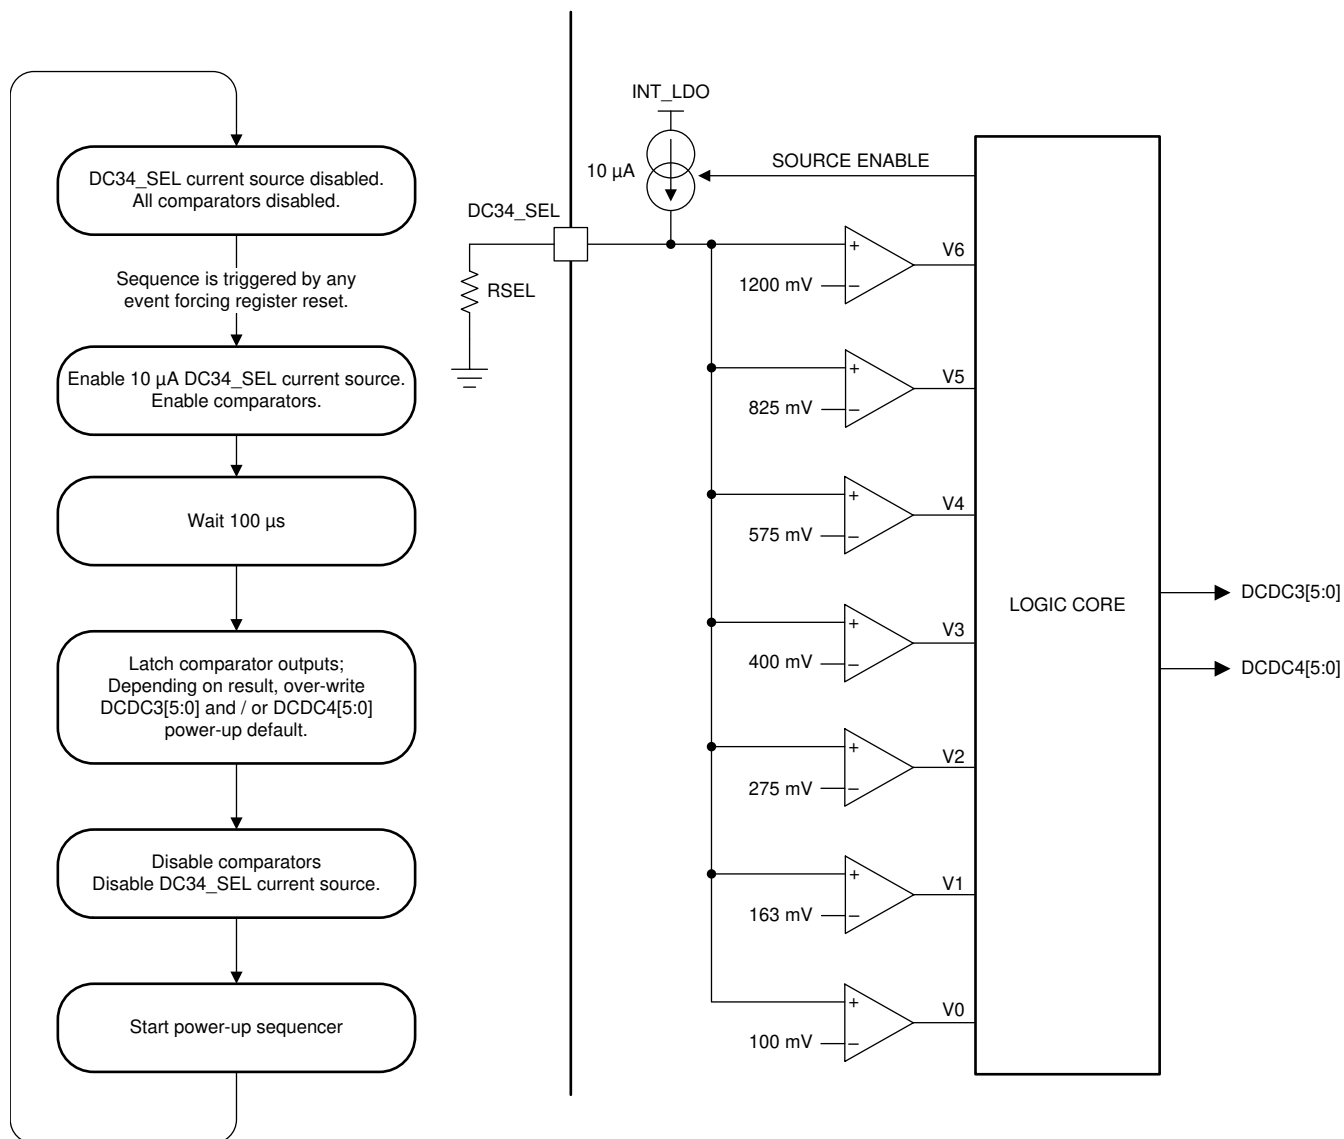 DC34_SEL current source disabled.
All comparators disabled.
Sequence is triggered by any
event forcing register reset.
Enable 10 µA DC34_SEL current source.
Enable comparators.
Wait 100 µs
Latch comparator outputs;
Depending on result, over-write
DCDC3[5:0] and / or DCDC4[5:0]
power-up default.
Disable comparators
Disable DC34_SEL current source.
Start power-up sequencer
INT_LDO
10 µA
SOURCE ENABLE
DC34_SEL
RSEL
+
1200 mV
–
V6
+
825 mV
–
V5
+
575 mV
–
V4
+
400 mV
–
V3
+
275 mV
–
V2
+
163 mV
–
V1
+
100 mV
–
V0
LOGIC CORE
DCDC3[5:0]
DCDC4[5:0]